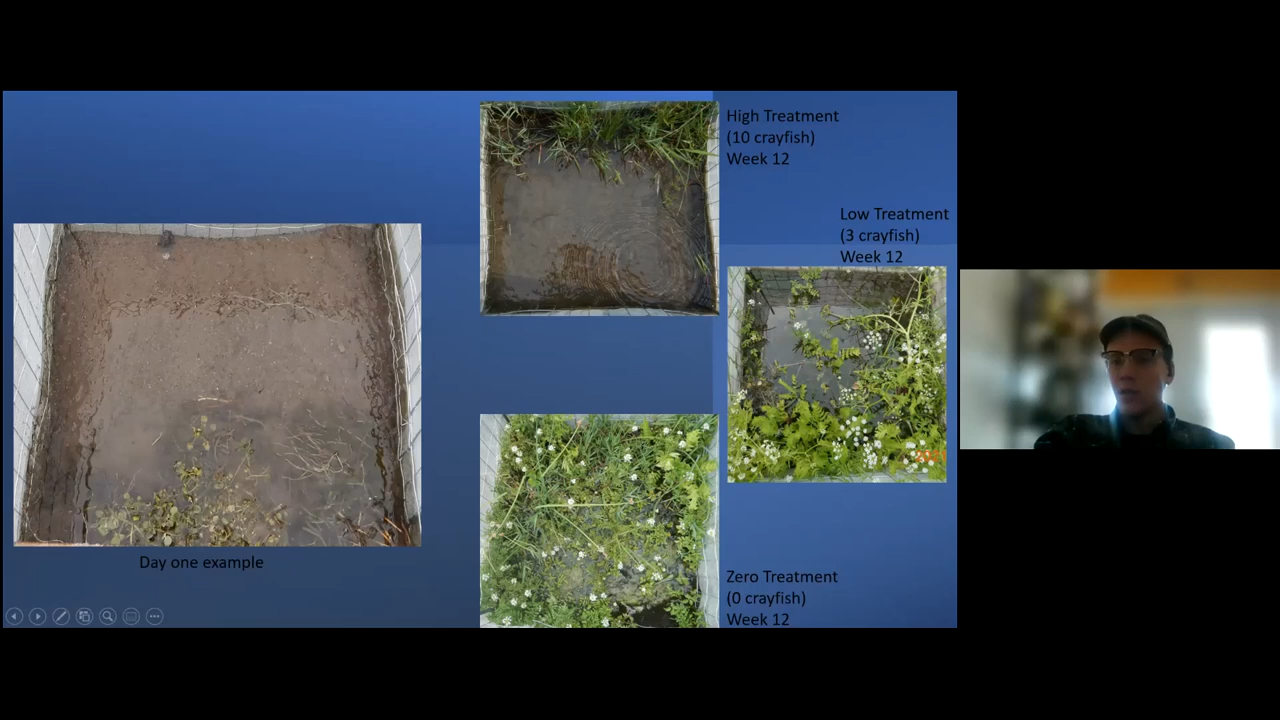 High Treatment
(10 crayfish)
Week 12
Low Treatment
(3 crayfish)
Week 12
Day one example
Zero Treatment
(0 crayfish)
Week 12